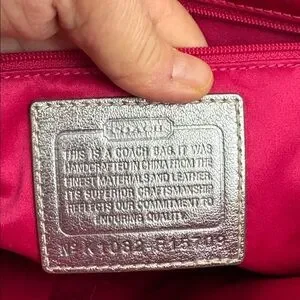 COACH
THIS IS A COACH BAG. IT WAS
HANDCRAFTED IN CHINA FROM THE
FINEST MATERIALS AND LEATHER.
ITS SUPERIOR CRAFTSMANSHIP
REFLECTS OUR COMMITMENT TO
ENDURING QUALITY.
Nº K1082-F15709